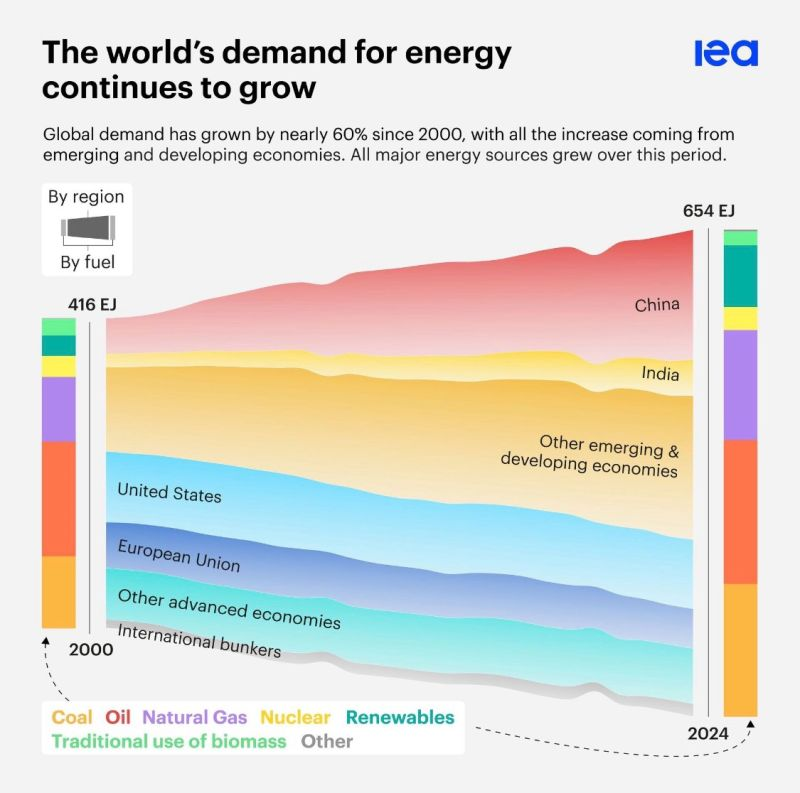 The world's demand for energy
continues to grow
iea
Global demand has grown by nearly 60% since 2000, with all the increase coming from
emerging and developing economies. All major energy sources grew over this period.
By region
By fuel
416 EJ
654 EJ
China
India
Other emerging &
developing economies
United States
European Union
Other advanced economies
International bunkers
2000
2024
Coal Oil Natural Gas Nuclear Renewables
Traditional use of biomass Other